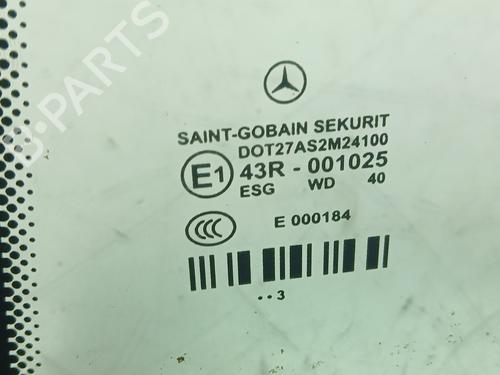 B-PARTS
SAINT-GOBAIN SEKURIT
DOT27AS2M24100
E1 43R - 001025
ESG WD 40
CCC E 000184
..3